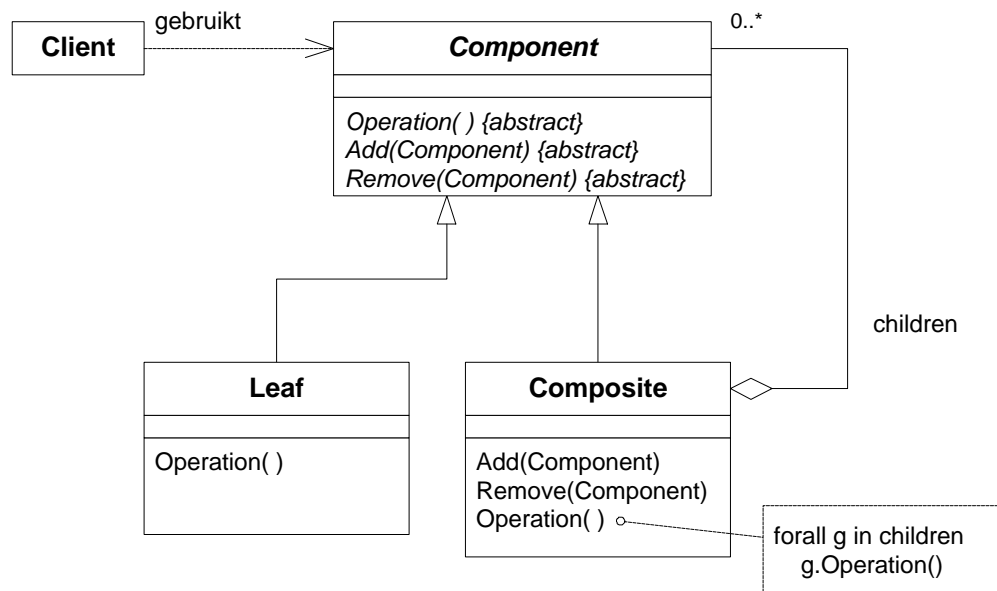 gebruikt
0..*
Client
Component
Operation( ) {abstract}
Add(Component) {abstract}
Remove(Component) {abstract}
children
Leaf
Operation( )
Composite
Add(Component)
Remove(Component)
Operation( )
forall g in children
g.Operation()